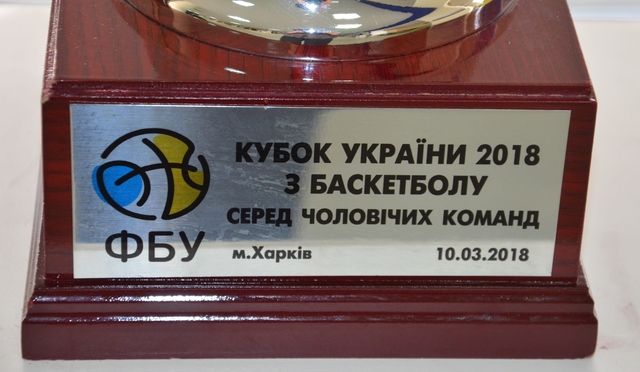 КУБОК УКРАЇНИ 2018
З БАСКЕТБОЛУ
СЕРЕД ЧОЛОВІЧИХ КОМАНД
ФБУ
м.Харків 10.03.2018